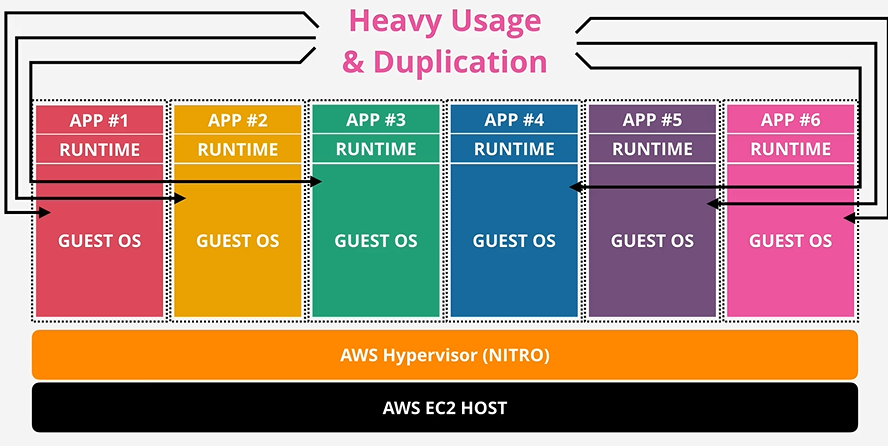 Heavy Usage
& Duplication
APP #1
RUNTIME
GUEST OS
APP #2
RUNTIME
GUEST OS
APP #3
RUNTIME
GUEST OS
APP #4
RUNTIME
GUEST OS
APP #5
RUNTIME
GUEST OS
APP #6
RUNTIME
GUEST OS
AWS Hypervisor (NITRO)
AWS EC2 HOST